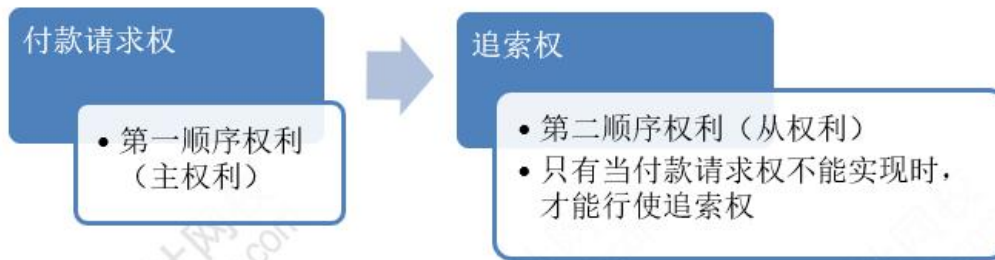 付款请求权
• 第一顺序权利
（主权利）
追索权
• 第二顺序权利（从权利）
• 只有当付款请求权不能实现时，
才能行使追索权